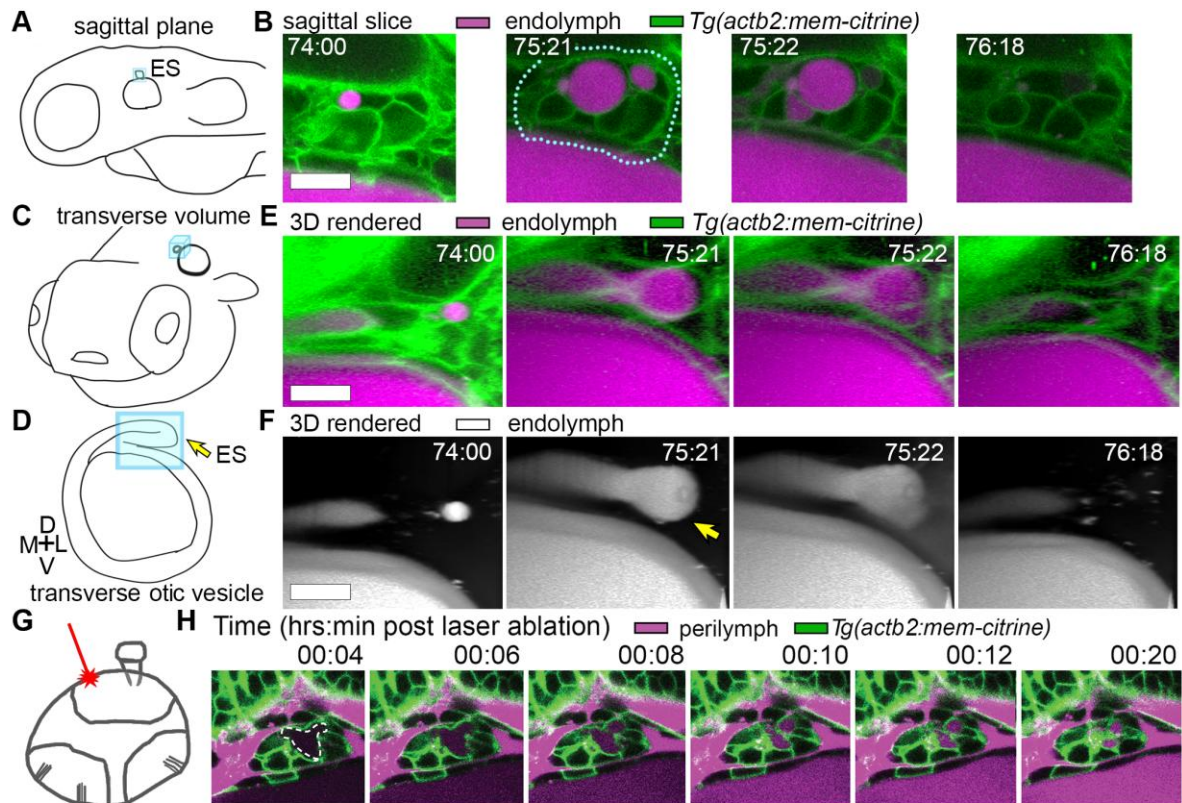 A sagittal plane
ES
B sagittal slice endolymph Tg(actb2:mem-citrine)
74:00 75:21 75:22 76:18
C transverse volume
E 3D rendered endolymph Tg(actb2:mem-citrine)
74:00 75:21 75:22 76:18
D
ES
D
M+L
V
transverse otic vesicle
F 3D rendered endolymph
74:00 75:21 75:22 76:18
G
H Time (hrs:min post laser ablation) perilymph Tg(actb2:mem-citrine)
00:04 00:06 00:08 00:10 00:12 00:20